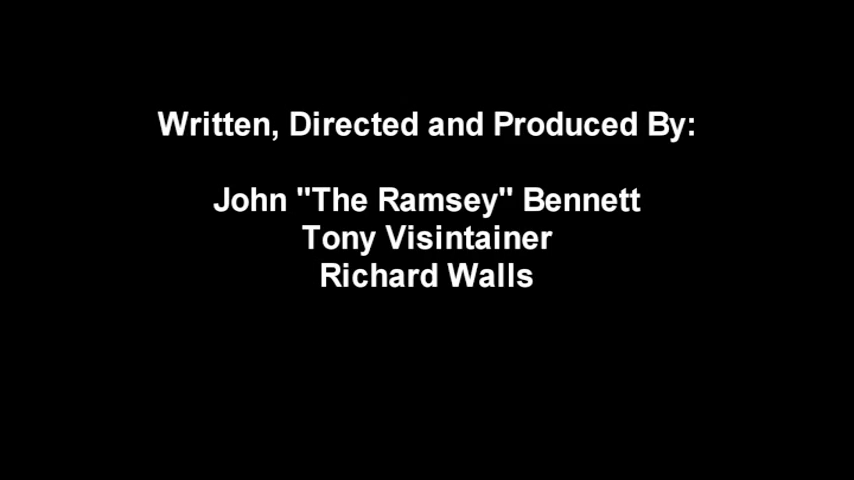 Written, Directed and Produced By:
John "The Ramsey" Bennett
Tony Visintainer
Richard Walls